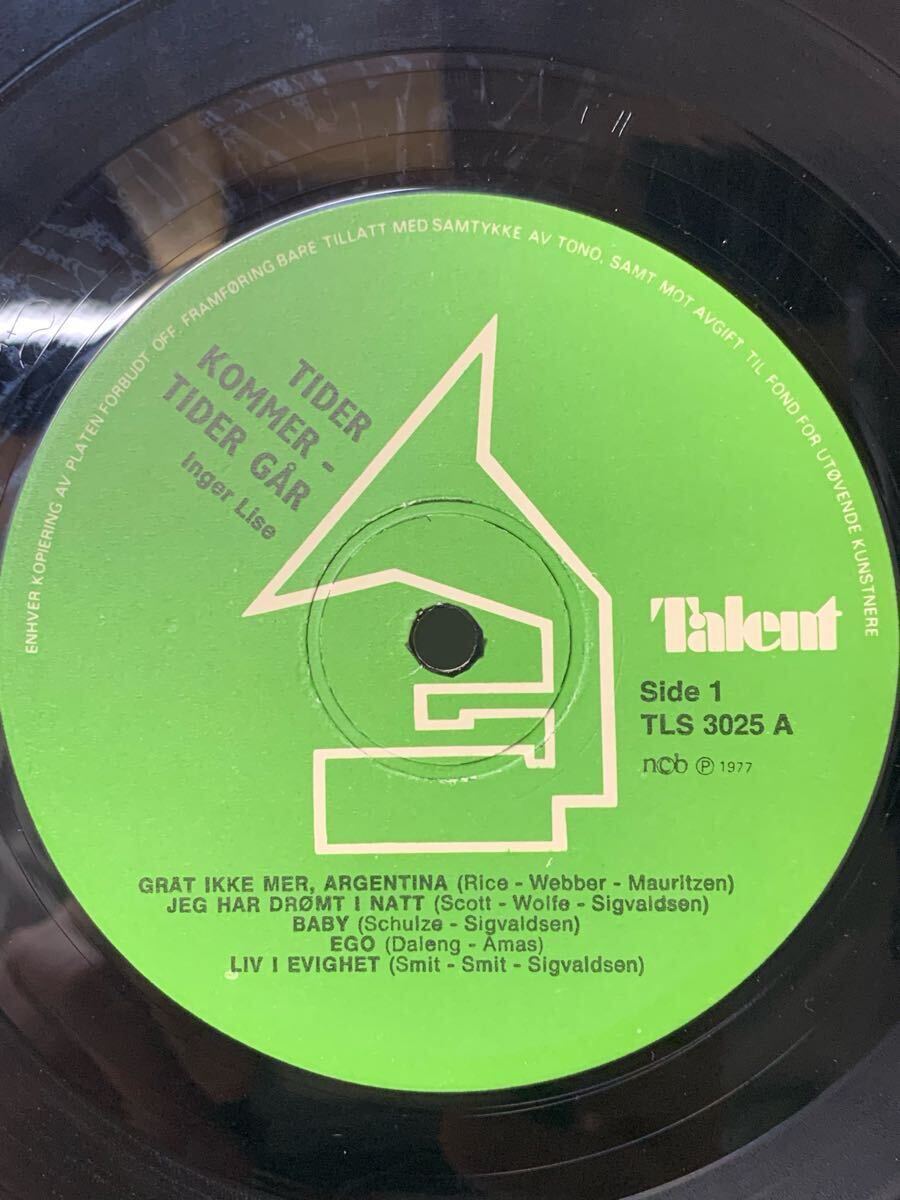 ENHVER KOPIERING AV PLATEN FORBUDT OFF. FRAMFØRING BARE TILLATT MED SAMTYKKE AV TONO, SAMT MOT AVGIFT TIL FOND FOR UTØVENDE KUNSTNERE
TIDER
KOMMER -
TIDER GÅR
Inger Lise
Talent
Side 1
TLS 3025 A
ncb ℗ 1977
GRÅT IKKE MER, ARGENTINA (Rice - Webber - Mauritzen)
JEG HAR DRØMT I NATT (Scott - Wolfe - Sigvaldsen)
BABY (Schulze - Sigvaldsen)
EGO (Daleng - Åmås)
LIV I EVIGHET (Smit - Smit - Sigvaldsen)